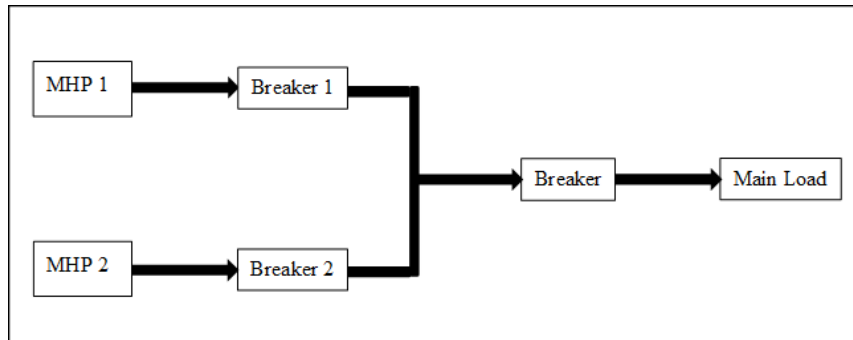 MHP 1
Breaker 1
Breaker
Main Load
MHP 2
Breaker 2